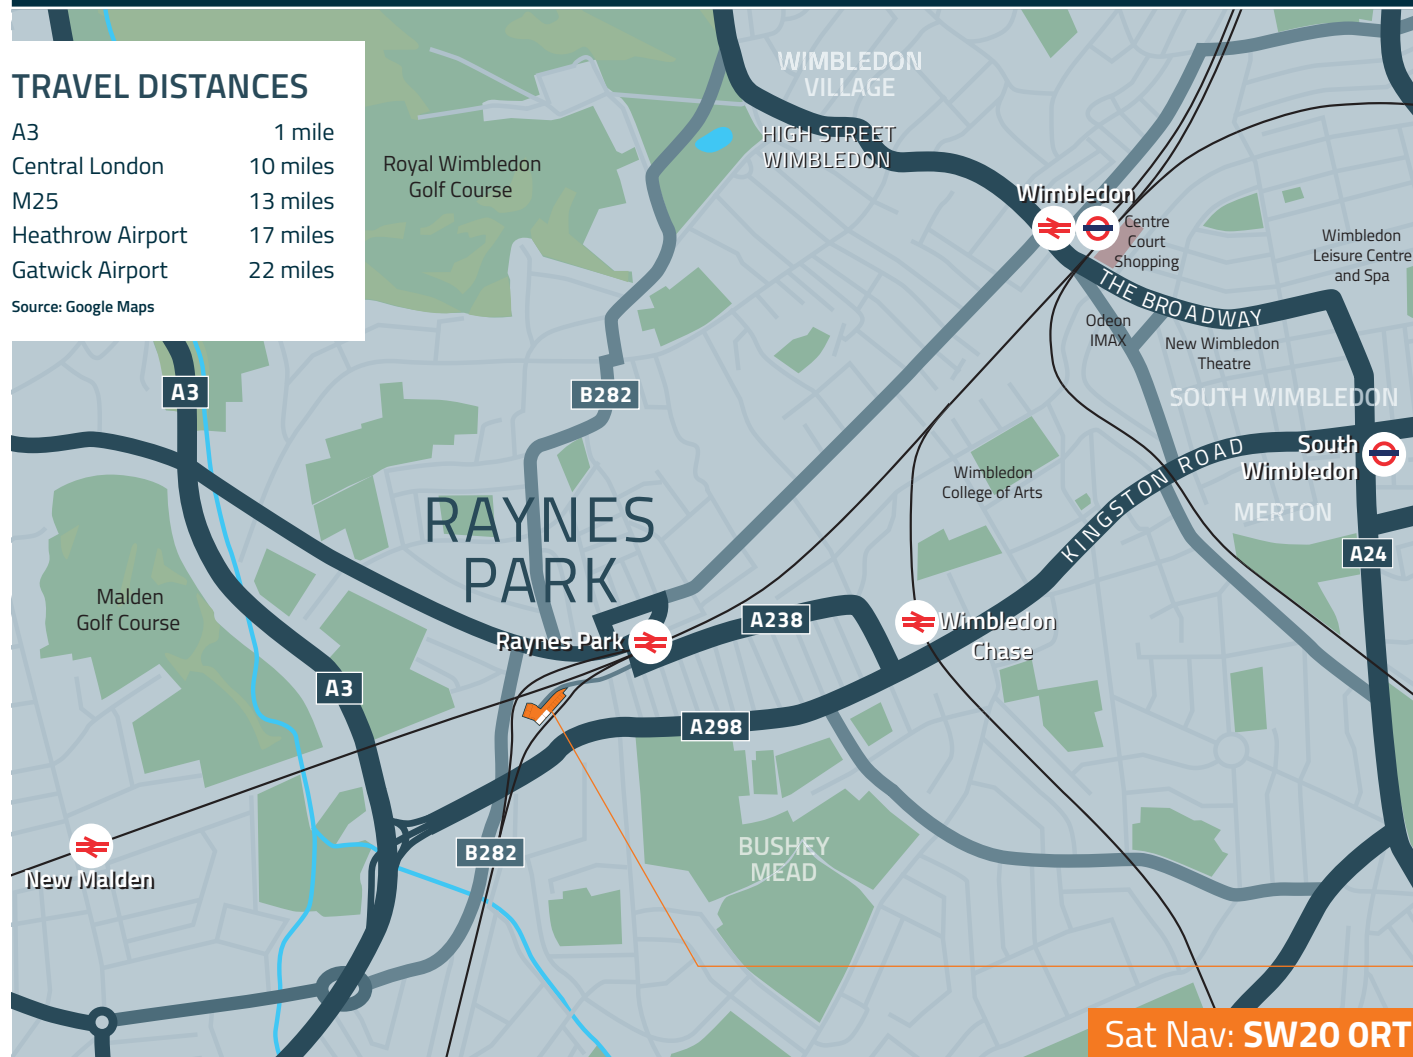 TRAVEL DISTANCES
A3 1 mile
Central London 10 miles
M25 13 miles
Heathrow Airport 17 miles
Gatwick Airport 22 miles
Source: Google Maps
WIMBLEDON
VILLAGE
HIGH STREET
WIMBLEDON
Royal Wimbledon
Golf Course
Wimbledon
Centre
Court
Shopping
Wimbledon
Leisure Centre
and Spa
THE BROADWAY
Odeon
IMAX
New Wimbledon
Theatre
A3
B282
SOUTH WIMBLEDON
South
Wimbledon
KINGSTON ROAD
Wimbledon
College of Arts
MERTON
RAYNES
PARK
A24
Malden
Golf Course
A238
Wimbledon
Chase
Raynes Park
A3
A298
B282
BUSHEY
MEAD
New Malden
Sat Nav: SW20 0RT